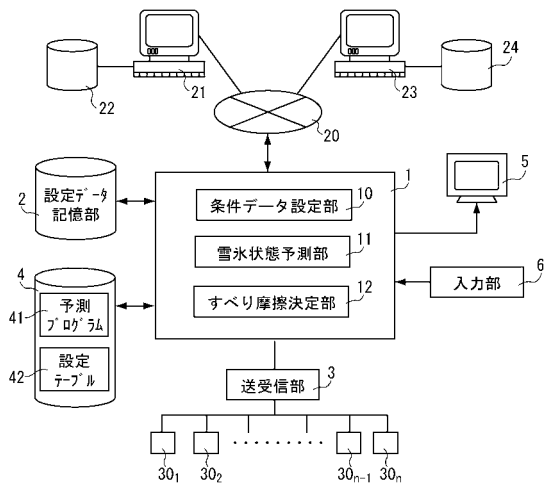 22
21
23
24
20
設定データ
記憶部
2
1
条件データ設定部
10
雪氷状態予測部
11
すべり摩擦決定部
12
5
入力部
6
4
予測
プログラム
41
設定
テーブル
42
送受信部
3
30₁
30₂
30ₙ₋₁
30ₙ